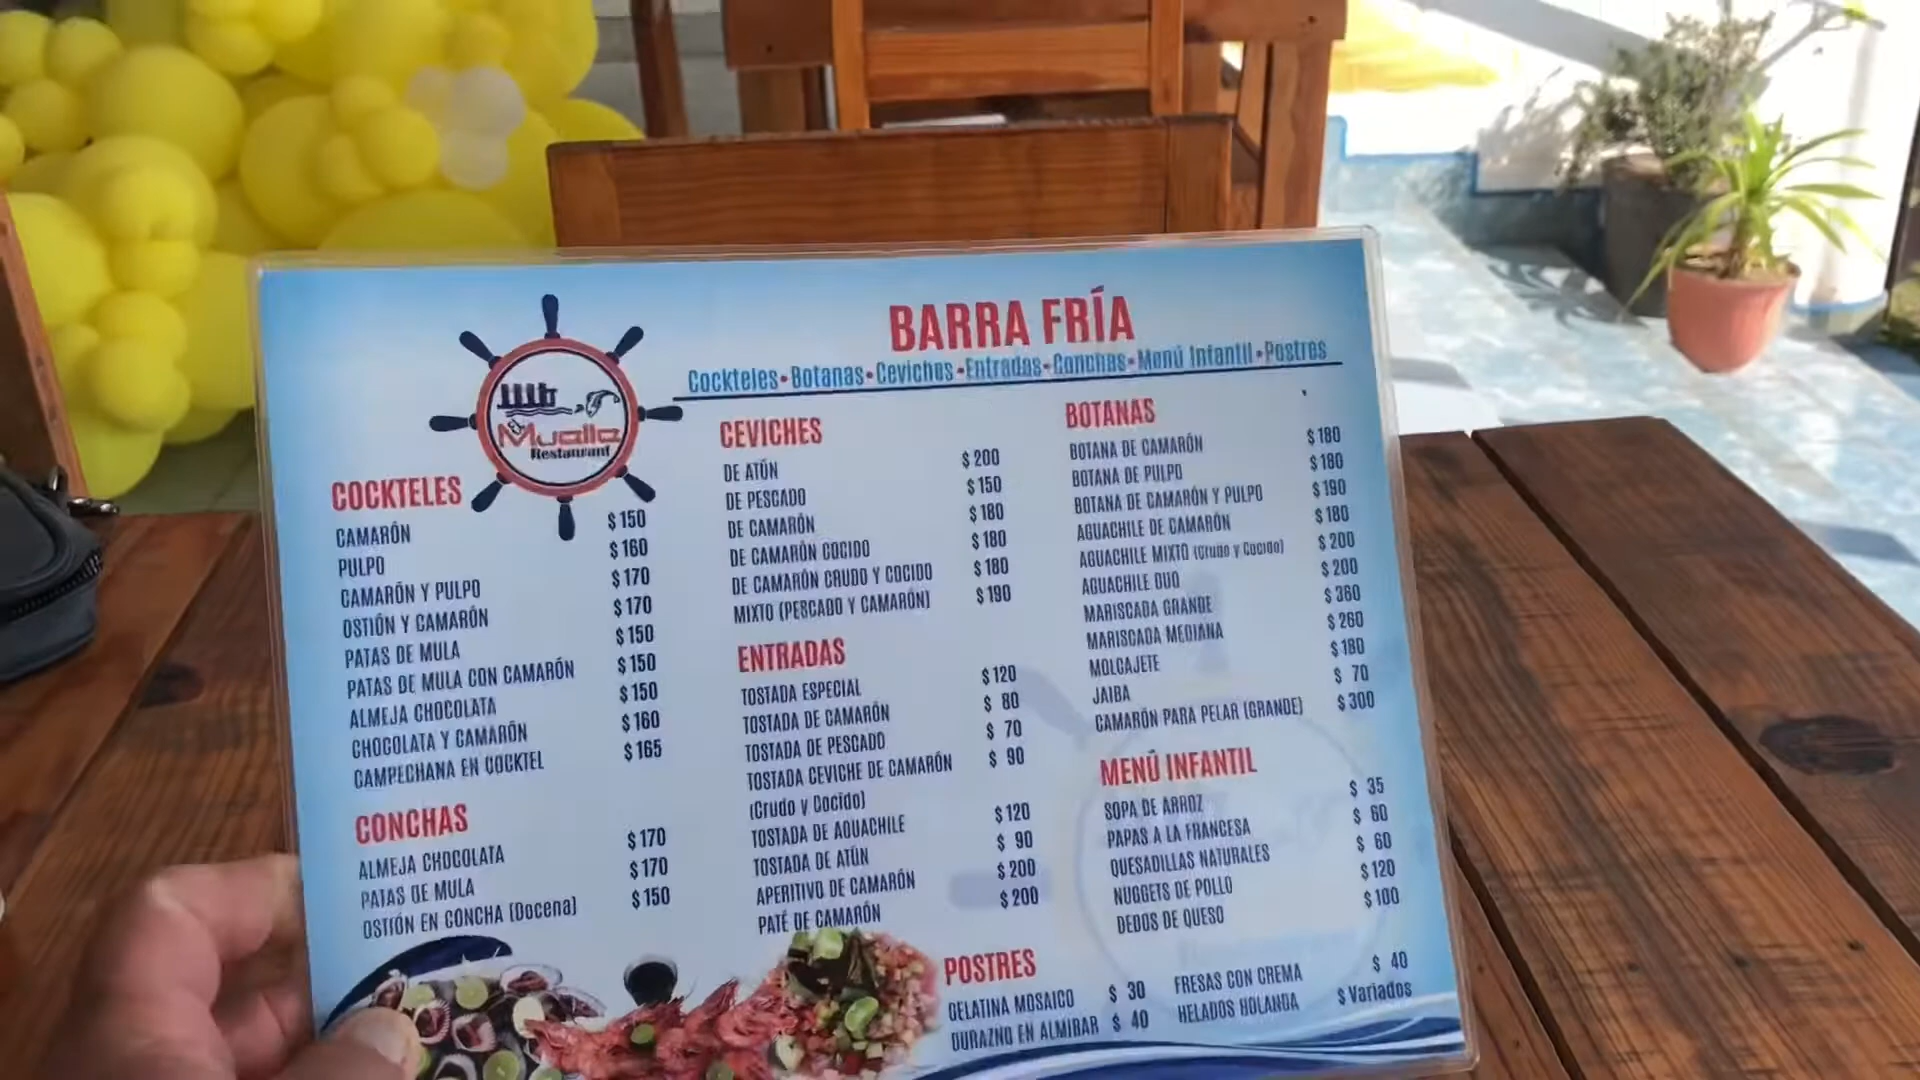 BARRA FRÍA
Cockteles•Botanas•Ceviches•Entradas•Conchas•Menú Infantil•Postres
El Muelle
Restaurant
COCKTELES
CAMARÓN $150
PULPO $160
CAMARÓN Y PULPO $170
OSTIÓN Y CAMARÓN $170
PATAS DE MULA $150
PATAS DE MULA CON CAMARÓN $150
ALMEJA CHOCOLATA $150
CHOCOLATA Y CAMARÓN $160
CAMPECHANA EN COCKTEL $165
CONCHAS
ALMEJA CHOCOLATA $170
PATAS DE MULA $170
OSTIÓN EN CONCHA (Docena) $150
CEVICHES
DE ATÚN $200
DE PESCADO $150
DE CAMARÓN $180
DE CAMARÓN COCIDO $180
DE CAMARÓN CRUDO Y COCIDO $180
MIXTO (PESCADO Y CAMARÓN) $190
ENTRADAS
TOSTADA ESPECIAL $120
TOSTADA DE CAMARÓN $ 80
TOSTADA DE PESCADO $ 70
TOSTADA CEVICHE DE CAMARÓN $ 90
(Crudo y Cocido)
TOSTADA DE AGUACHILE $120
TOSTADA DE ATÚN $ 90
APERITIVO DE CAMARÓN $200
PATÉ DE CAMARÓN $200
BOTANAS
BOTANA DE CAMARÓN $180
BOTANA DE PULPO $180
BOTANA DE CAMARÓN Y PULPO $190
AGUACHILE DE CAMARÓN $180
AGUACHILE MIXTO (Crudo y Cocido) $200
AGUACHILE DUO $200
MARISCADA GRANDE $360
MARISCADA MEDIANA $260
MOLCAJETE $180
JAIBA $ 70
CAMARÓN PARA PELAR (GRANDE) $300
MENÚ INFANTIL
SOPA DE ARROZ $ 35
PAPAS A LA FRANCESA $ 60
QUESADILLAS NATURALES $ 60
NUGGETS DE POLLO $120
DEDOS DE QUESO $100
POSTRES
GELATINA MOSAICO $ 30
DURAZNO EN ALMIBAR $ 40
FRESAS CON CREMA $ 40
HELADOS HOLANDA $ Variados